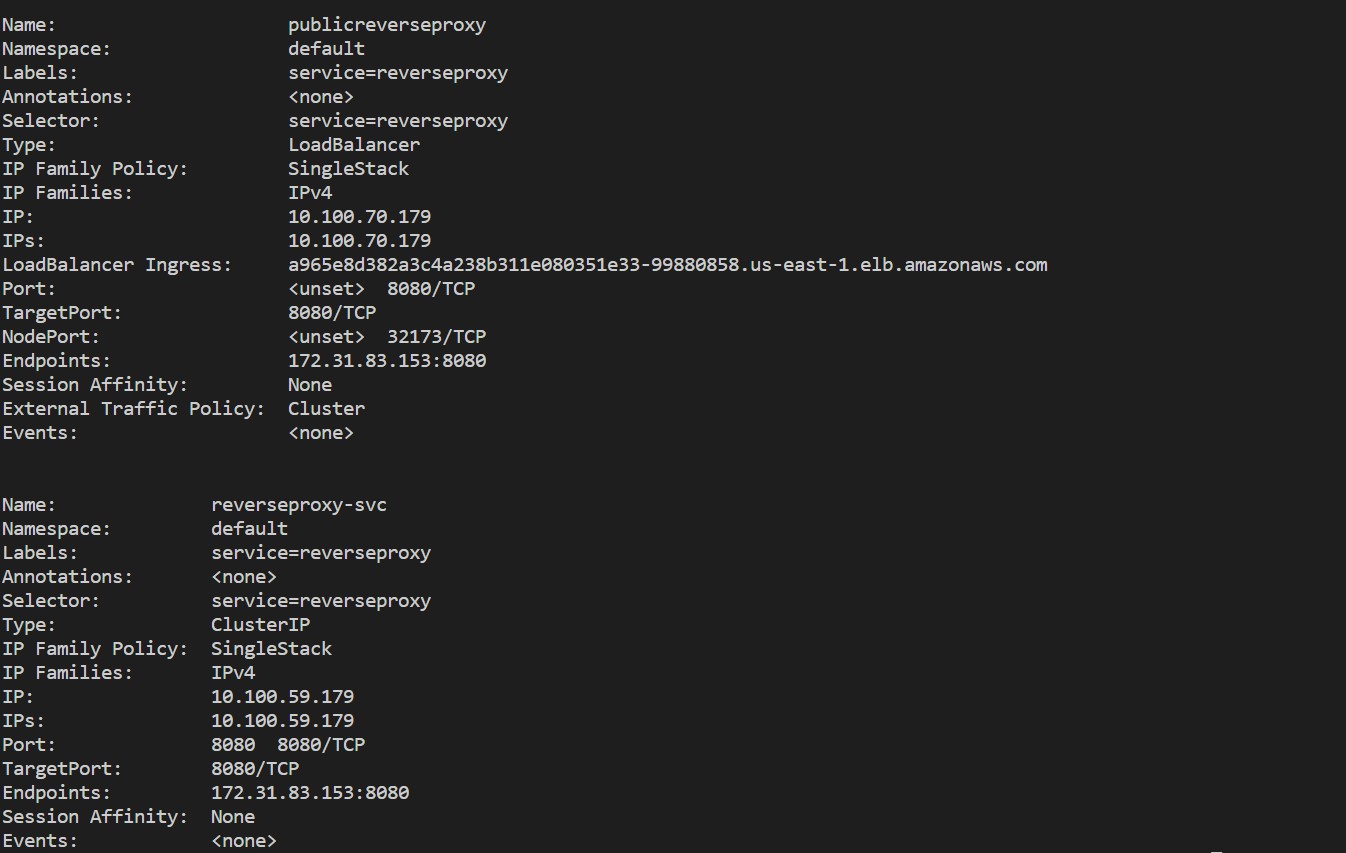 Name:                     publicreverseproxy
Namespace:                default
Labels:                   service=reverseproxy
Annotations:              <none>
Selector:                 service=reverseproxy
Type:                     LoadBalancer
IP Family Policy:         SingleStack
IP Families:              IPv4
IP:                       10.100.70.179
IPs:                      10.100.70.179
LoadBalancer Ingress:     a965e8d382a3c4a238b311e080351e33-99880858.us-east-1.elb.amazonaws.com
Port:                     <unset>  8080/TCP
TargetPort:               8080/TCP
NodePort:                 <unset>  32173/TCP
Endpoints:                172.31.83.153:8080
Session Affinity:         None
External Traffic Policy:  Cluster
Events:                   <none>
Name:              reverseproxy-svc
Namespace:         default
Labels:            service=reverseproxy
Annotations:       <none>
Selector:          service=reverseproxy
Type:              ClusterIP
IP Family Policy:  SingleStack
IP Families:       IPv4
IP:                10.100.59.179
IPs:               10.100.59.179
Port:              8080  8080/TCP
TargetPort:        8080/TCP
Endpoints:         172.31.83.153:8080
Session Affinity:  None
Events:            <none>